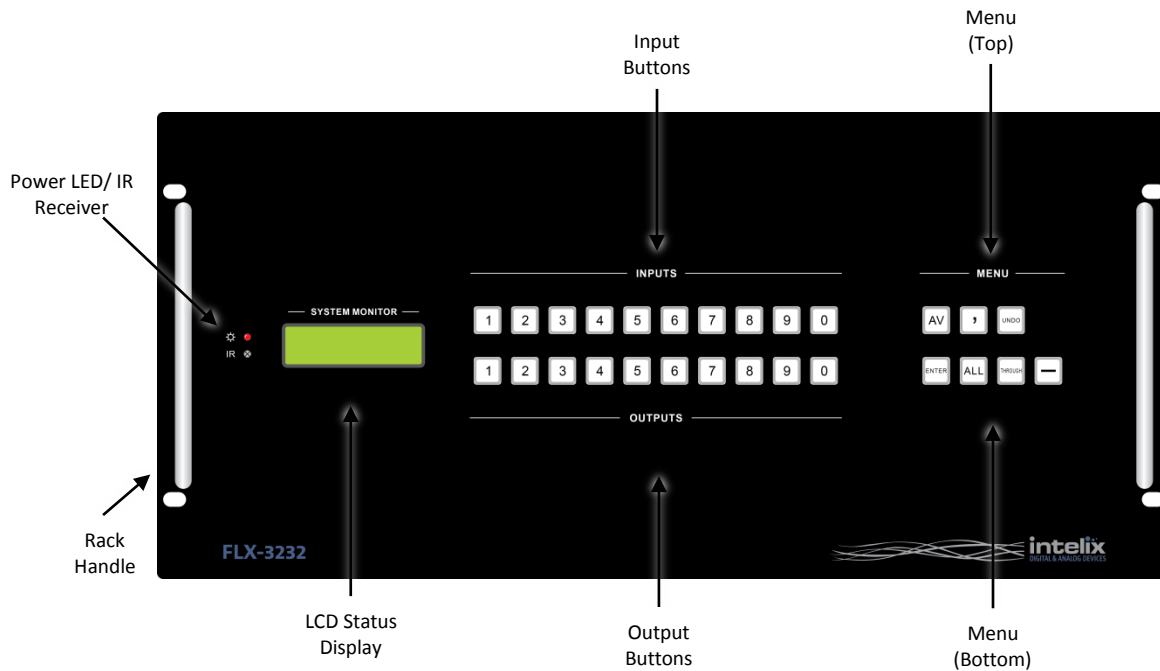 Menu
(Top)
Input
Buttons
Power LED/ IR
Receiver
INPUTS
MENU
SYSTEM MONITOR
1 2 3 4 5 6 7 8 9 0
AV , UNDO
IR
1 2 3 4 5 6 7 8 9 0
ENTER ALL THROUGH —
OUTPUTS
Rack
Handle
FLX-3232
intelix
DIGITAL & ANALOG DEVICES
LCD Status
Display
Output
Buttons
Menu
(Bottom)